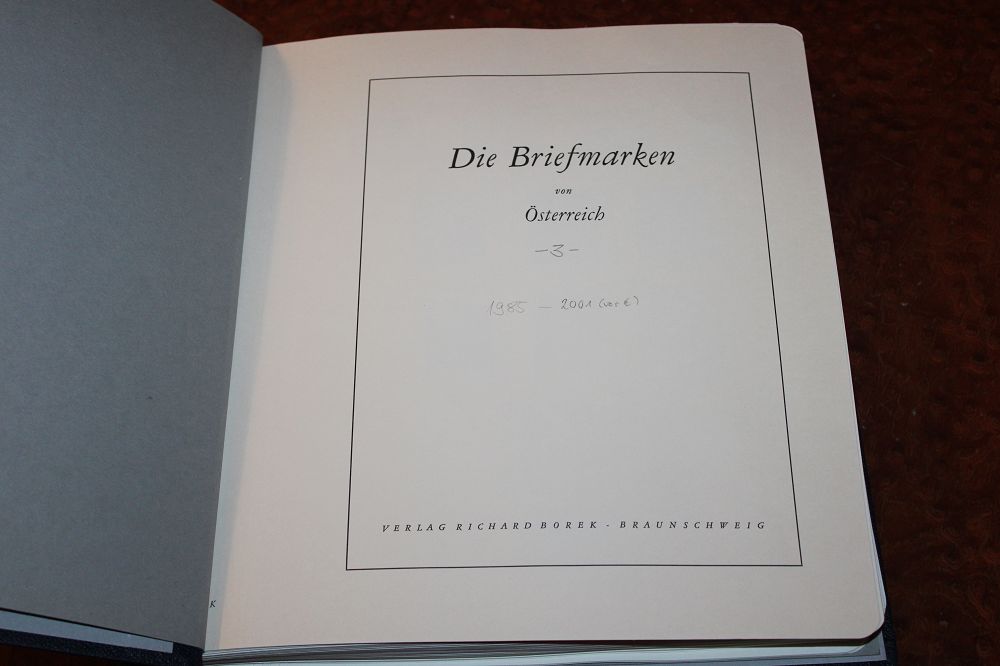 Die Briefmarken
von
Österreich
-3-
1985 - 2001 (vor €)
VERLAG RICHARD BOREK - BRAUNSCHWEIG
K